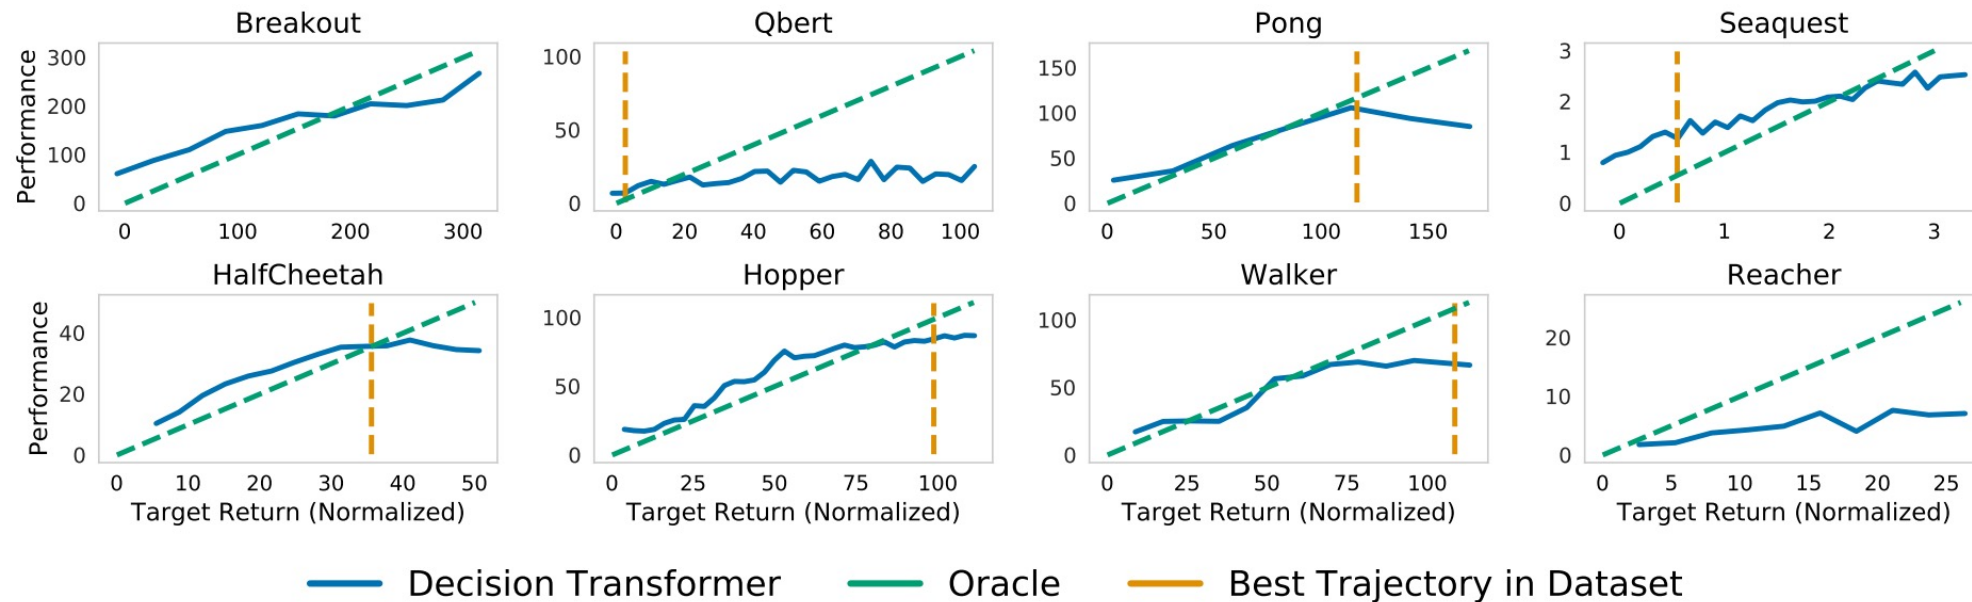 Breakout
Qbert
Pong
Seaquest
Performance
300
200
100
0
0 100 200 300
100
50
0
0 20 40 60 80 100
150
100
50
0
0 50 100 150
3
2
1
0
0 1 2 3
HalfCheetah
Hopper
Walker
Reacher
Performance
40
20
0
0 10 20 30 40 50
Target Return (Normalized)
100
50
0
0 25 50 75 100
Target Return (Normalized)
100
50
0
0 25 50 75 100
Target Return (Normalized)
20
10
0
0 5 10 15 20 25
Target Return (Normalized)
Decision Transformer
Oracle
Best Trajectory in Dataset